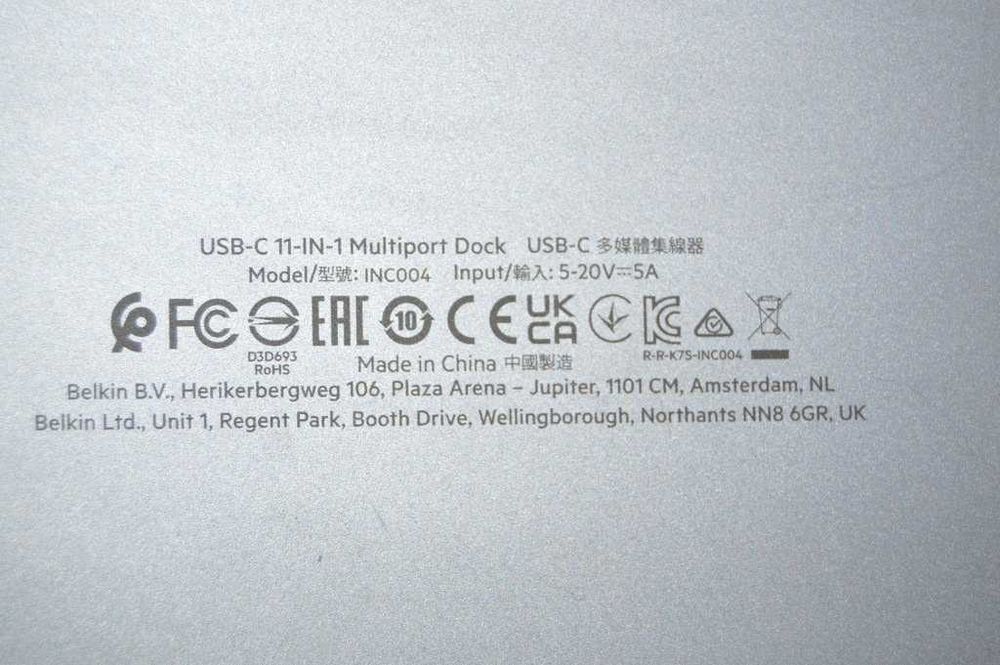 USB-C 11-IN-1 Multiport Dock USB-C 多媒體集線器
Model/型號: INC004 Input/輸入: 5-20V⎓5A
FC EAC 10 CE UK CA KC
D3D693 R-R-K7S-INC004
RoHS
Made in China 中國製造
Belkin B.V., Herikerbergweg 106, Plaza Arena – Jupiter, 1101 CM, Amsterdam, NL
Belkin Ltd., Unit 1, Regent Park, Booth Drive, Wellingborough, Northants NN8 6GR, UK